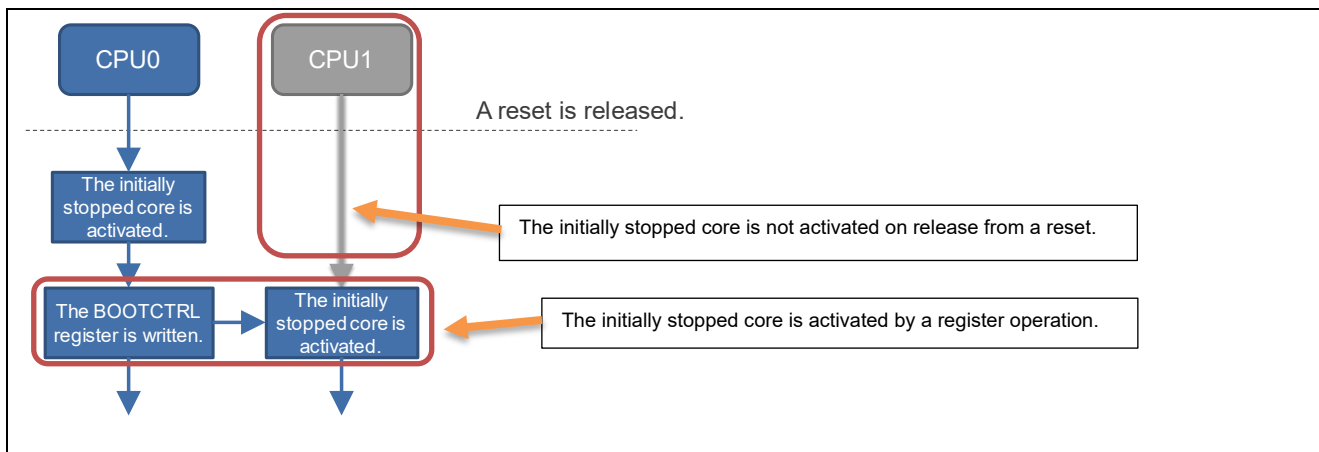 CPU0
CPU1
A reset is released.
The initially
stopped core is
activated.
The initially stopped core is not activated on release from a reset.
The BOOTCTRL
register is written.
The initially
stopped core is
activated.
The initially stopped core is activated by a register operation.